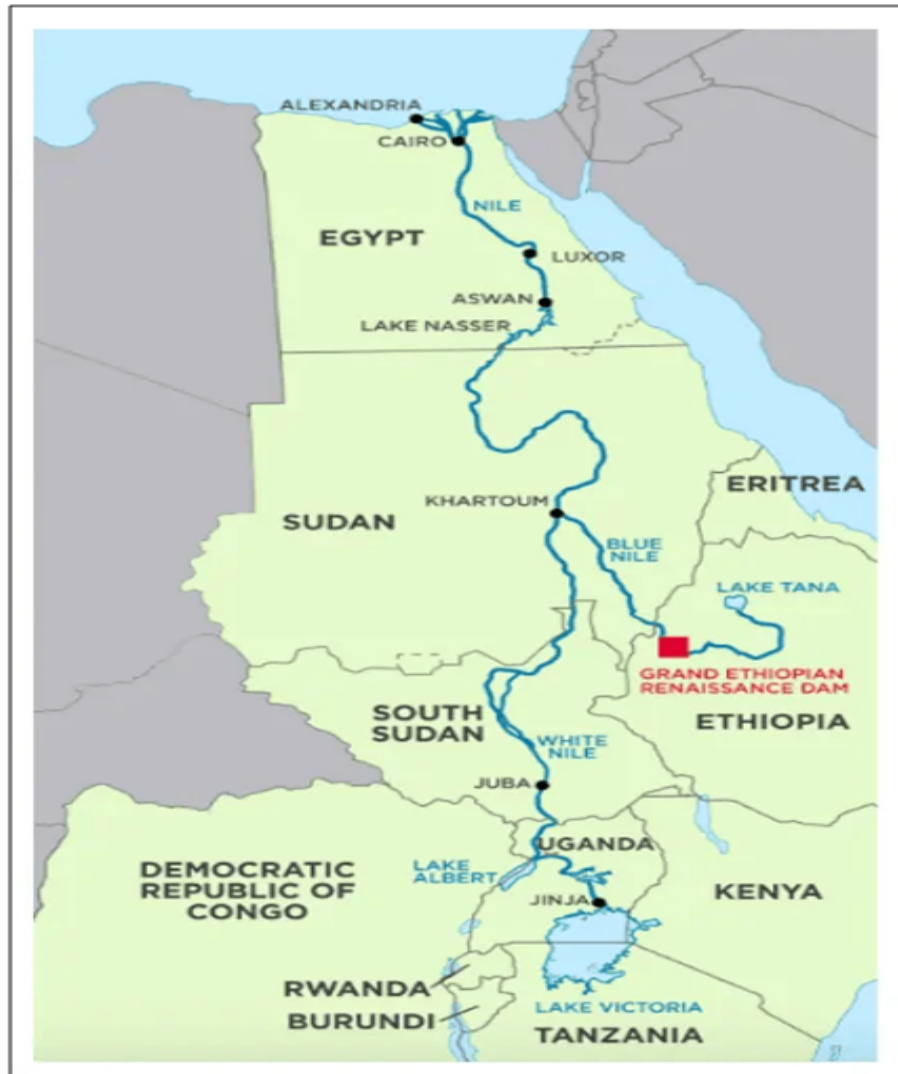 ALEXANDRIA
CAIRO
NILE
EGYPT
LUXOR
ASWAN
LAKE NASSER
ERITREA
KHARTOUM
SUDAN
BLUE
NILE
LAKE TANA
GRAND ETHIOPIAN
RENAISSANCE DAM
SOUTH
SUDAN
ETHIOPIA
WHITE
NILE
JUBA
UGANDA
DEMOCRATIC
REPUBLIC OF
CONGO
LAKE
ALBERT
KENYA
JINJA
RWANDA
LAKE VICTORIA
BURUNDI
TANZANIA